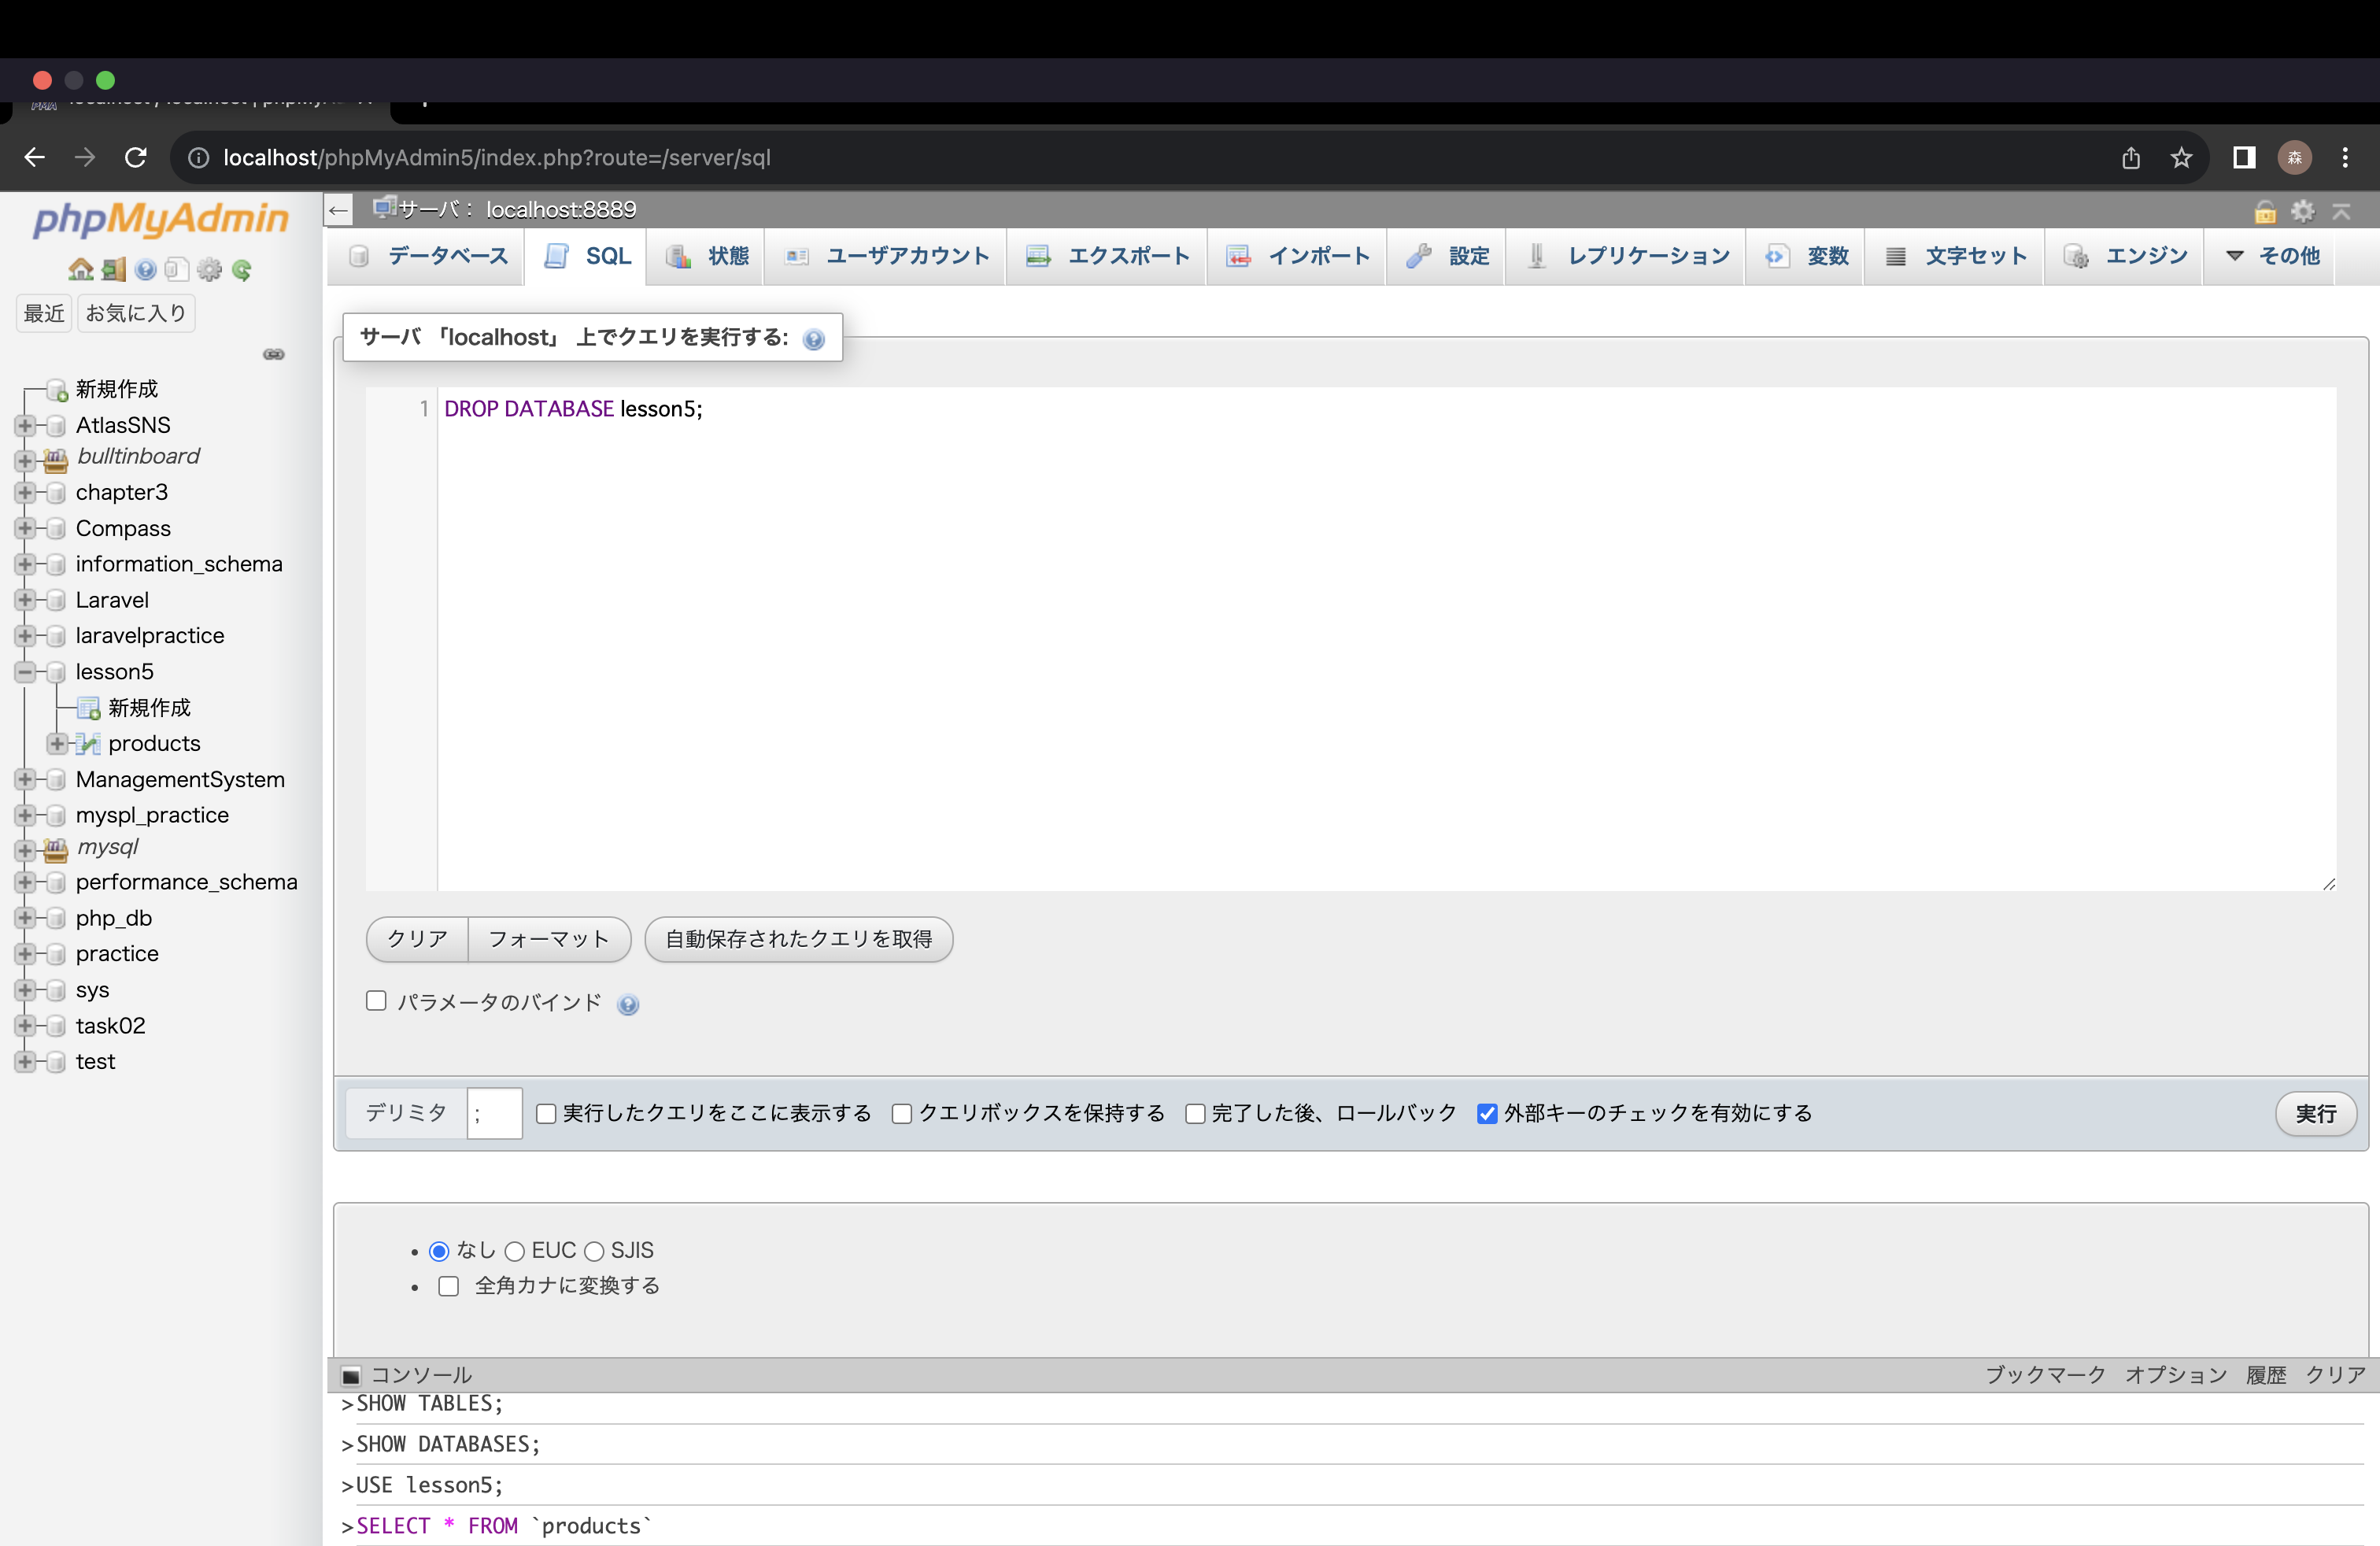 localhost/phpMyAdmin5/index.php?route=/server/sql
森
phpMyAdmin
最近 お気に入り
新規作成
AtlasSNS
bulltinboard
chapter3
Compass
information_schema
Laravel
laravelpractice
lesson5
新規作成
products
ManagementSystem
myspl_practice
mysql
performance_schema
php_db
practice
sys
task02
test
サーバ： localhost:8889
データベース SQL 状態 ユーザアカウント エクスポート インポート 設定 レプリケーション 変数 文字セット エンジン その他
サーバ 「localhost」 上でクエリを実行する:
1 DROP DATABASE lesson5;
クリア フォーマット 自動保存されたクエリを取得
パラメータのバインド
デリミタ ; 実行したクエリをここに表示する クエリボックスを保持する 完了した後、ロールバック 外部キーのチェックを有効にする 実行
なし EUC SJIS
全角カナに変換する
コンソール ブックマーク オプション 履歴 クリア
>SHOW TABLES;
>SHOW DATABASES;
>USE lesson5;
>SELECT * FROM `products`